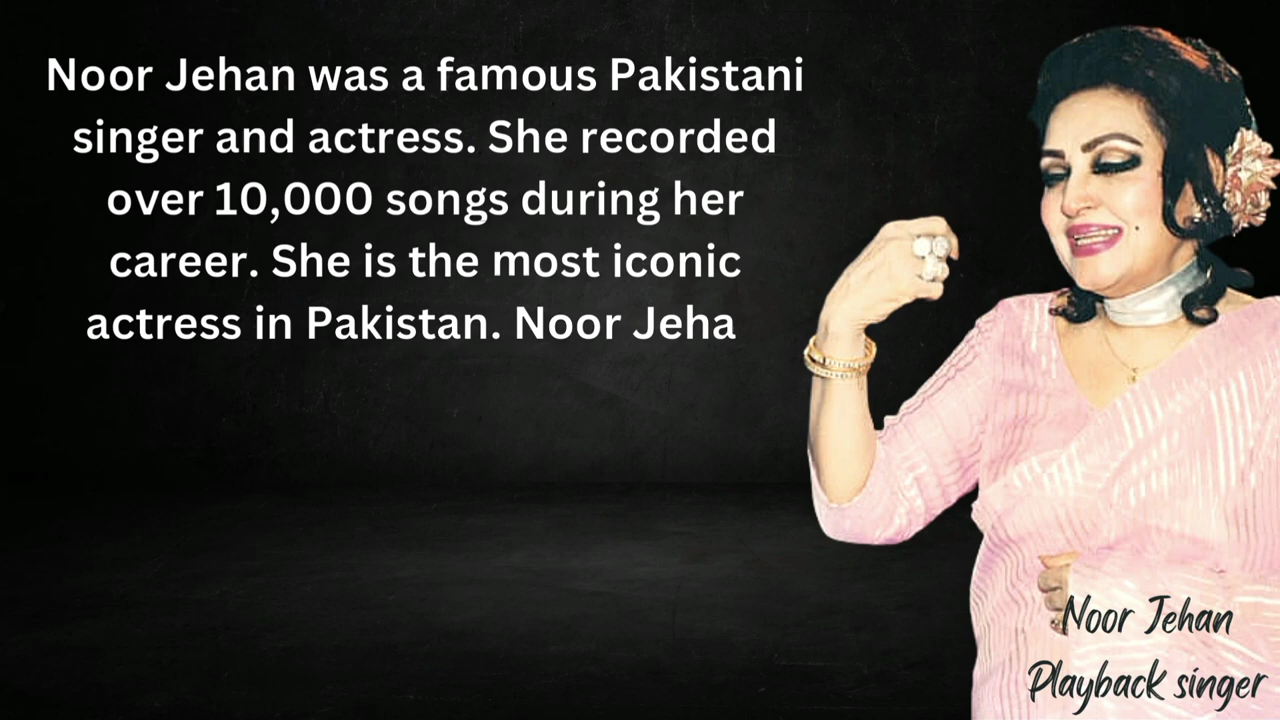 Noor Jehan was a famous Pakistani
singer and actress. She recorded
over 10,000 songs during her
career. She is the most iconic
actress in Pakistan. Noor Jeha
Noor Jehan
Playback singer